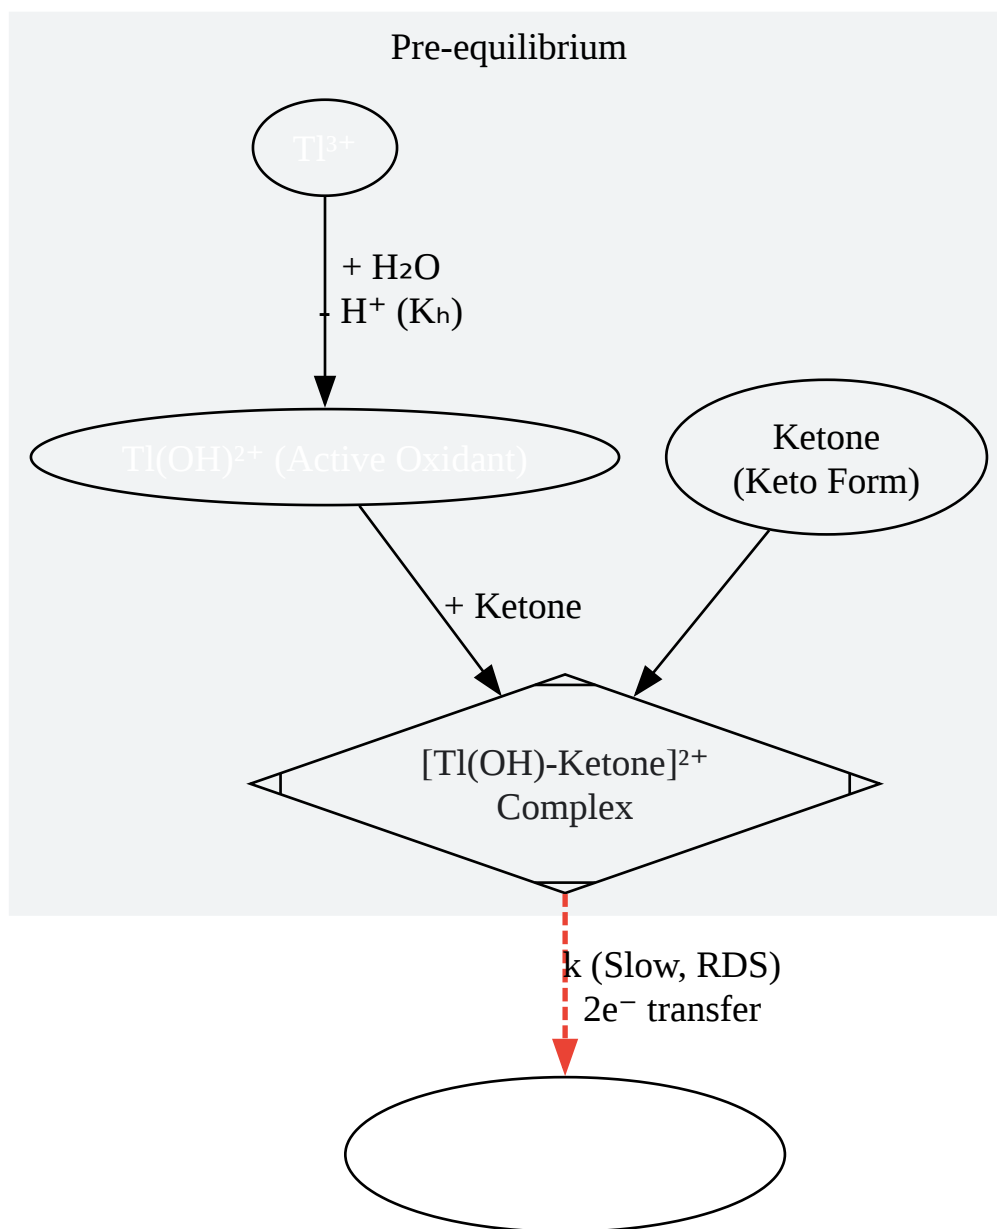 Pre-equilibrium
Tl³⁺
+ H₂O
- H⁺ (Kₕ)
Tl(OH)²⁺ (Active Oxidant)
Ketone
(Keto Form)
+ Ketone
[Tl(OH)-Ketone]²⁺
Complex
k (Slow, RDS)
2e⁻ transfer